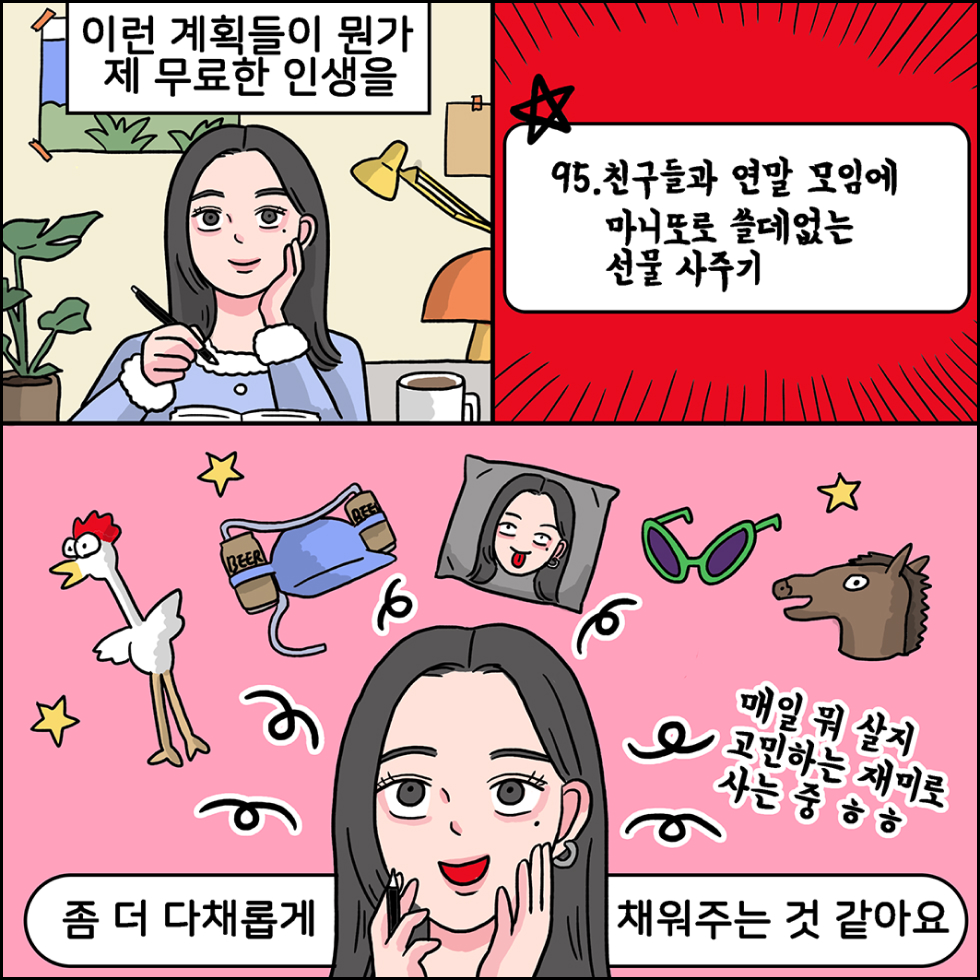 이런 계획들이 뭔가
제 무료한 인생을
95.친구들과 연말 모임에
마니또로 쓸데없는
선물 사주기
BEER
BEER
매일 뭐 살지
고민하는 재미로
사는 중 ㅎㅎ
좀 더 다채롭게
채워주는 것 같아요